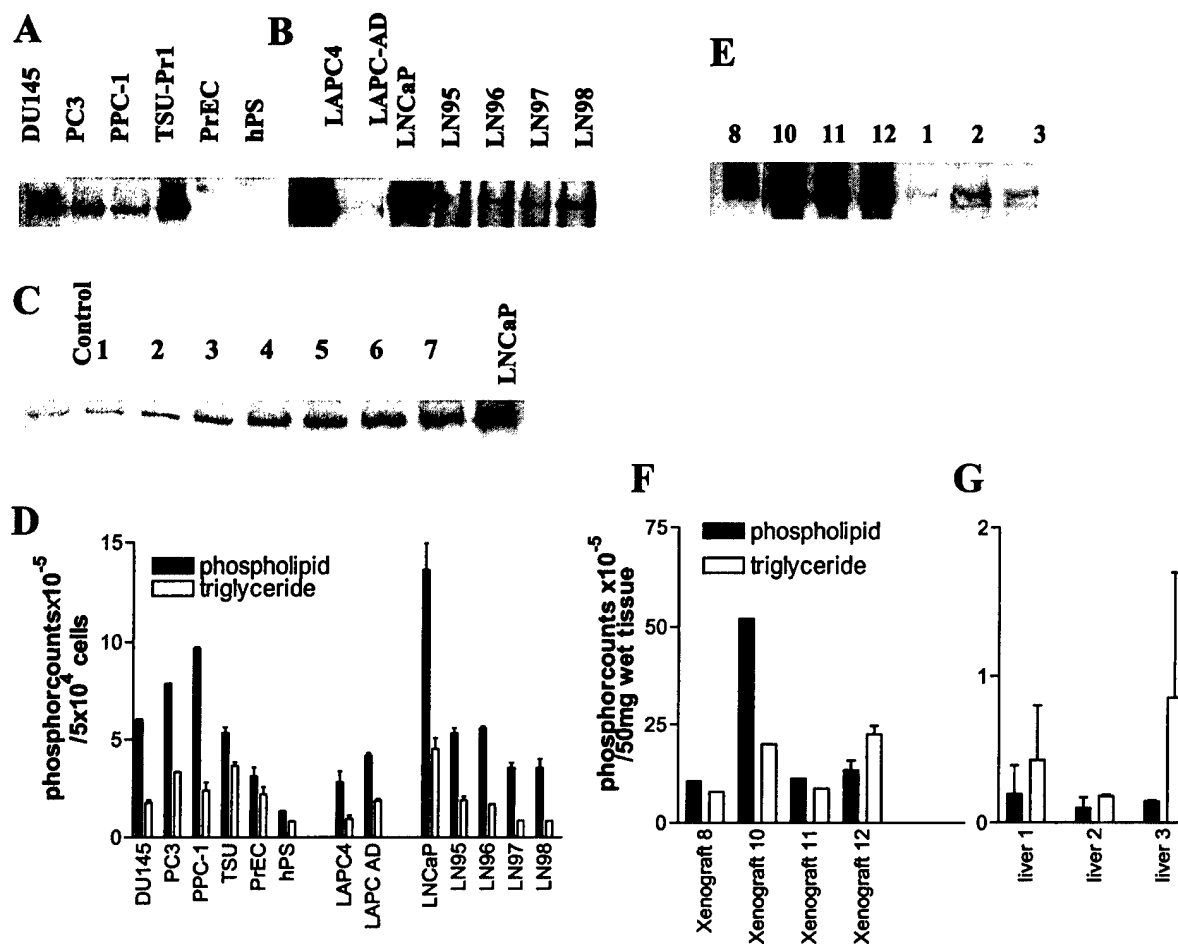 A
DU145
PC3
PPC-1
TSU-Pr1
PrEC
hPS
B
LAPC4
LAPC-AD
LNCaP
LN95
LN96
LN97
LN98
E
8 10 11 12 1 2 3
C
Control
1 2 3 4 5 6 7
LNCaP
D
phosphorcountsx10⁻⁵
/5x10⁴ cells
15
10
5
0
phospholipid
triglyceride
DU145
PC3
PPC-1
TSU
PrEC
hPS
LAPC4
LAPC AD
LNCaP
LN95
LN96
LN97
LN98
F
phosphorcounts x10⁻⁵
/50mg wet tissue
75
50
25
0
phospholipid
triglyceride
Xenograft 8
Xenograft 10
Xenograft 11
Xenograft 12
G
2
1
0
liver 1
liver 2
liver 3